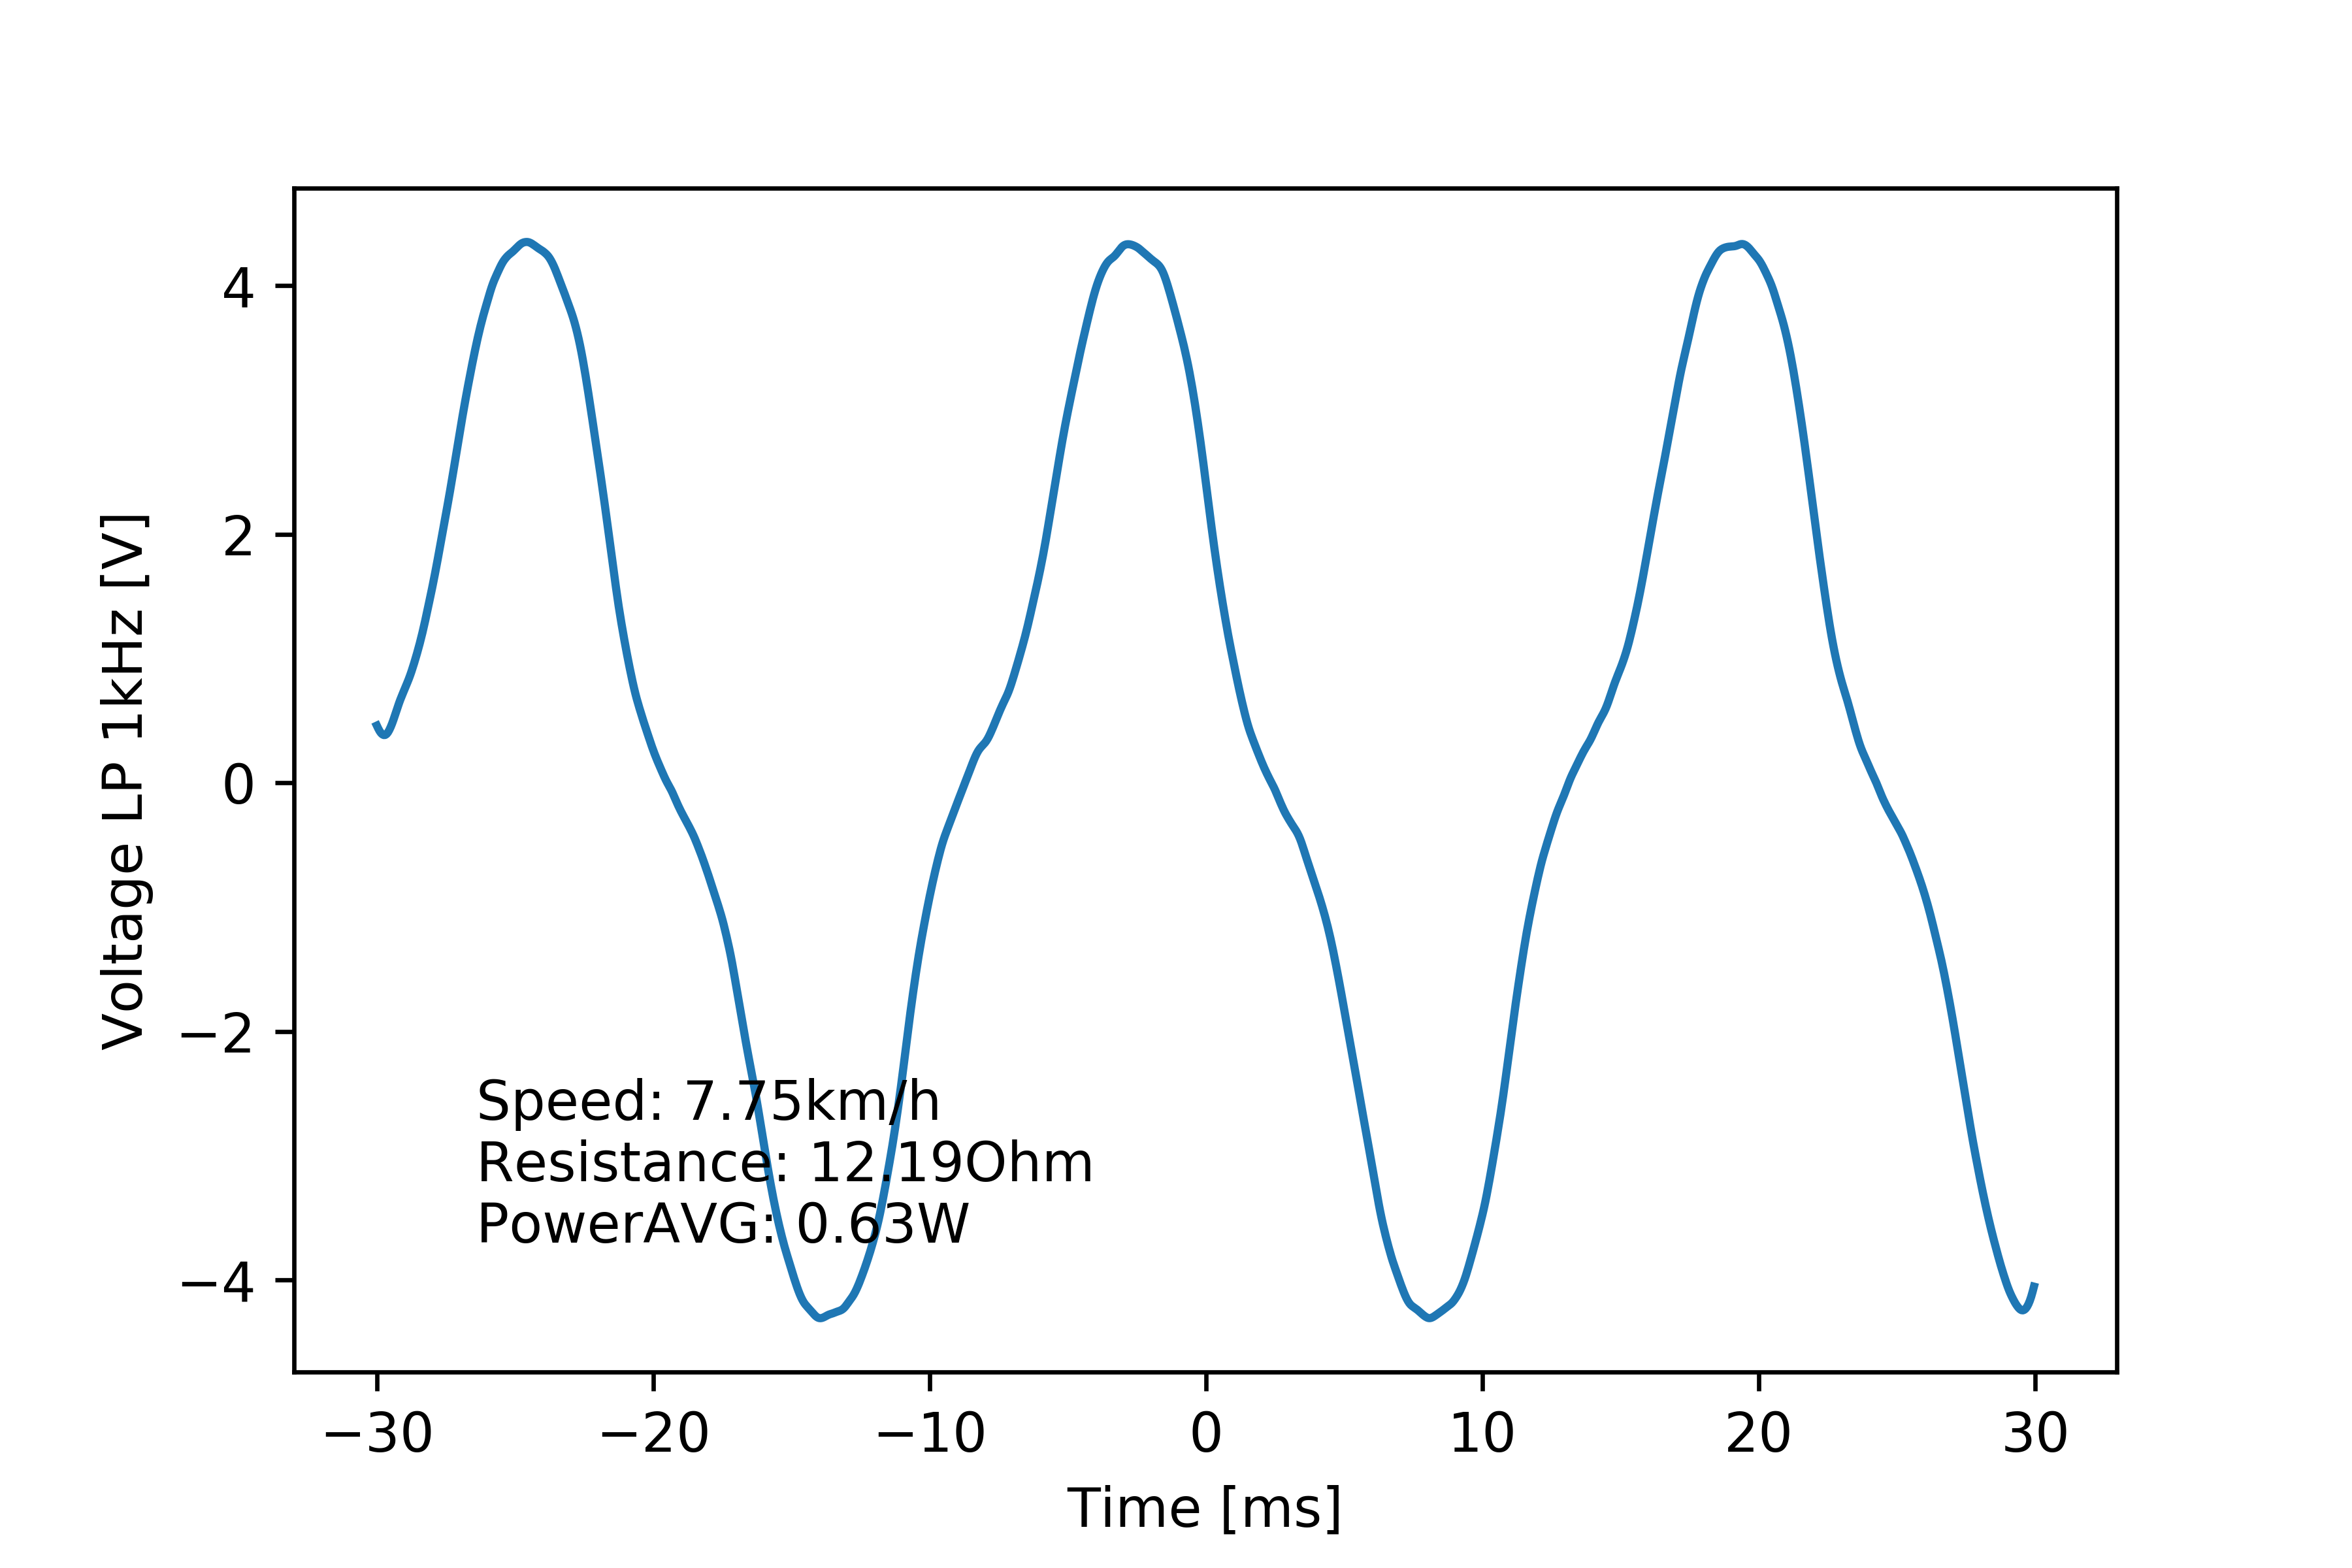 4
2
0
−2
−4
Voltage LP 1kHz [V]
Speed: 7.75km/h
Resistance: 12.19Ohm
PowerAVG: 0.63W
−30 −20 −10 0 10 20 30
Time [ms]